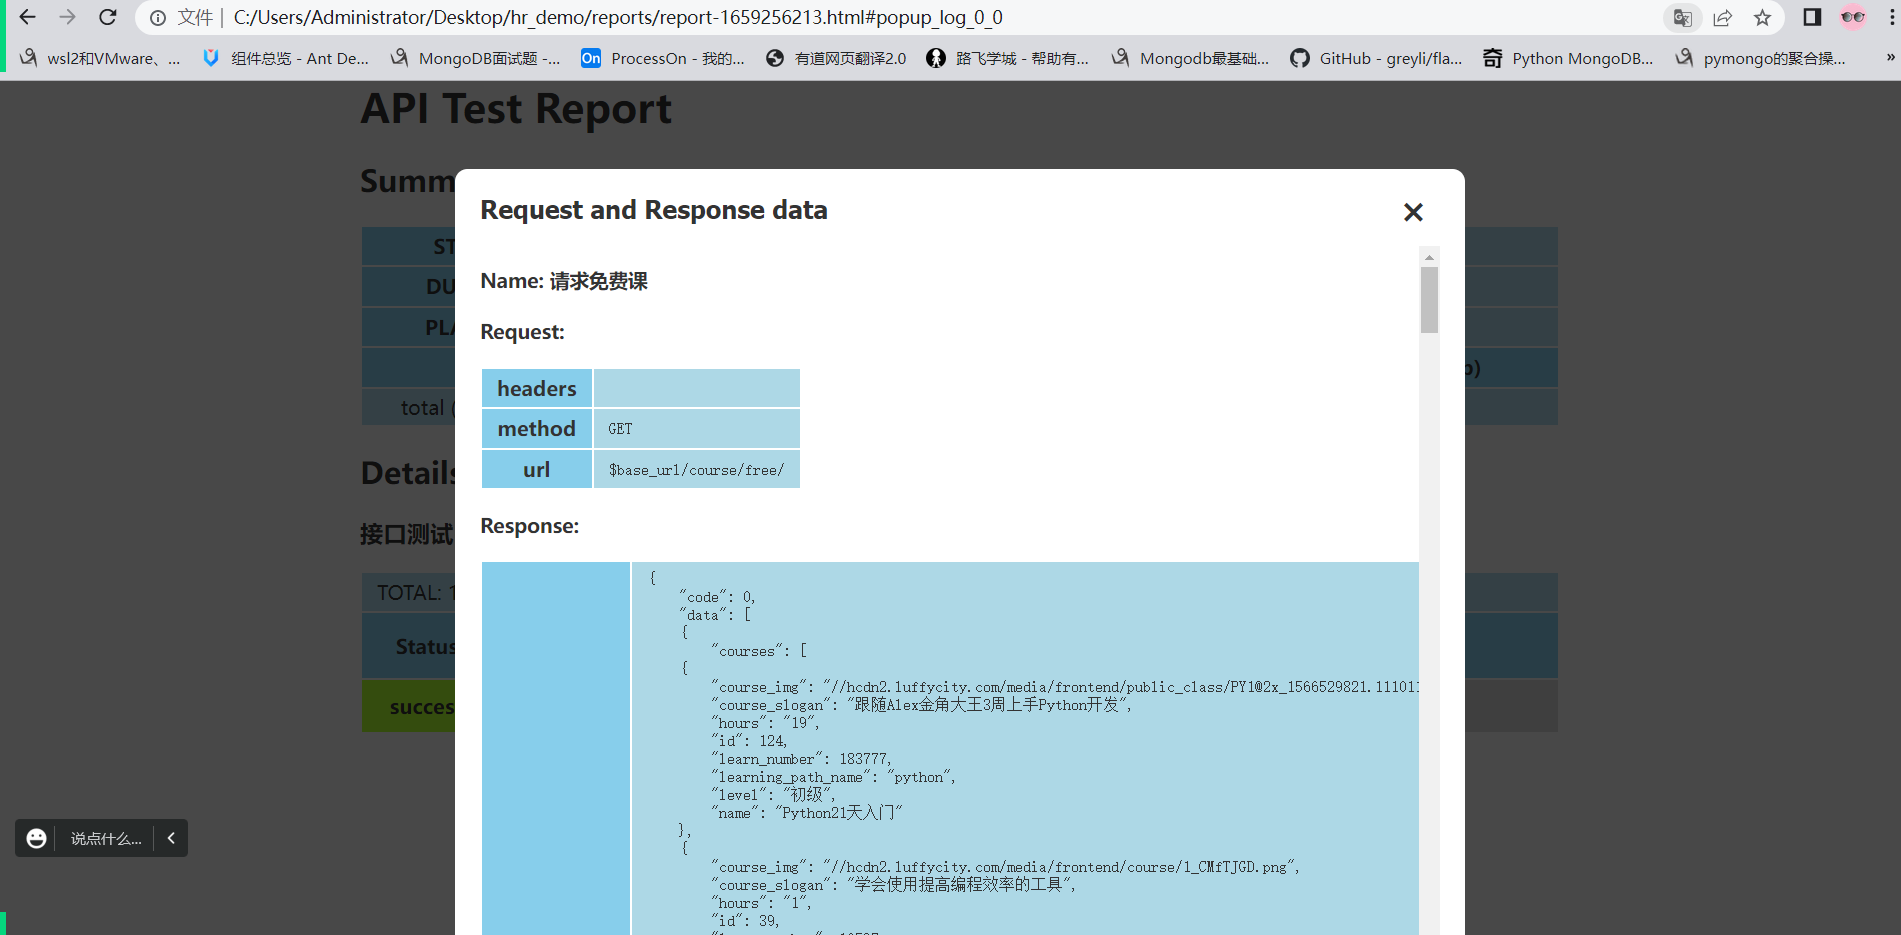 文件 | C:/Users/Administrator/Desktop/hr_demo/reports/report-1659256213.html#popup_log_0_0
wsl2和VMware、... 组件总览 - Ant De... MongoDB面试题 -... On ProcessOn - 我的... 有道网页翻译2.0 路飞学城 - 帮助有... Mongodb最基础... GitHub - greyli/fla... 奇 Python MongoDB... pymongo的聚合操... »
API Test Report
Summ
Request and Response data
ST
DU
Name: 请求免费课
PLA
Request:
headers
total (
method GET
url $base_url/course/free/
Details
Response:
接口测试
{
TOTAL: 1
"code": 0,
"data": [
{
Status
"courses": [
{
"course_img": "//hcdn2.luffycity.com/media/frontend/public_class/PY1@2x_1566529821.11101
succes
"course_slogan": "跟随Alex金角大王3周上手Python开发",
"hours": "19",
"id": 124,
"learn_number": 183777,
"learning_path_name": "python",
"level": "初级",
"name": "Python21天入门"
},
说点什么...
{
"course_img": "//hcdn2.luffycity.com/media/frontend/course/1_CMfTJGD.png",
"course_slogan": "学会使用提高编程效率的工具",
"hours": "1",
"id": 39,